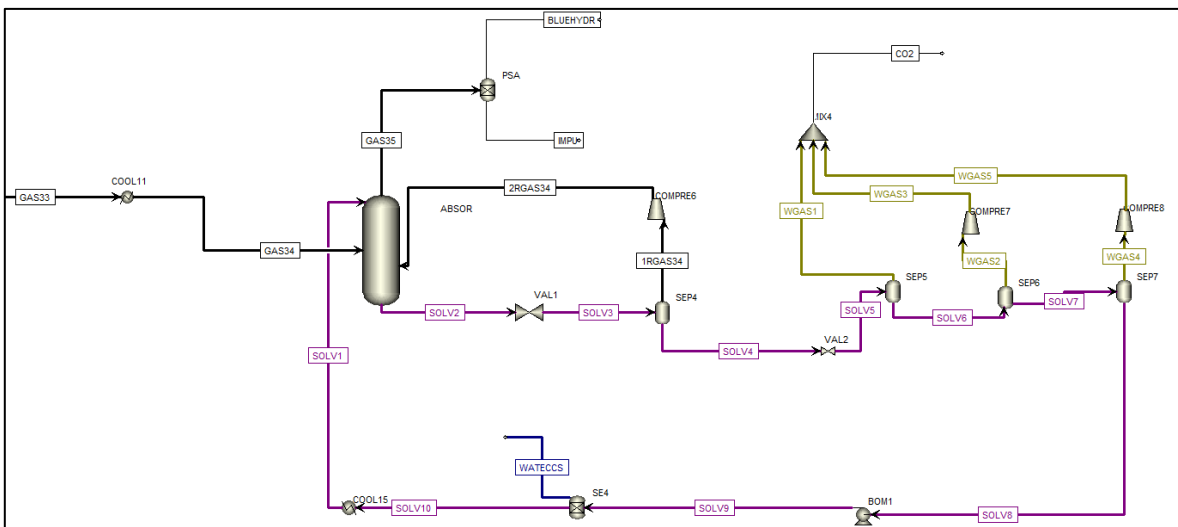 BLUEHYDR
CO2
PSA
MX4
GAS35
IMPU
COOL11
GAS33
2RGAS34
COMPRE6
WGAS5
WGAS3
WGAS1
COMPRE7
COMPRE8
ABSOR
GAS34
1RGAS34
WGAS2
WGAS4
SEP5
SEP6
SEP7
VAL1
SEP4
SOLV5
SOLV7
SOLV2
SOLV3
SOLV6
SOLV1
SOLV4
VAL2
WATECCS
SE4
COOL15
BOM1
SOLV10
SOLV9
SOLV8